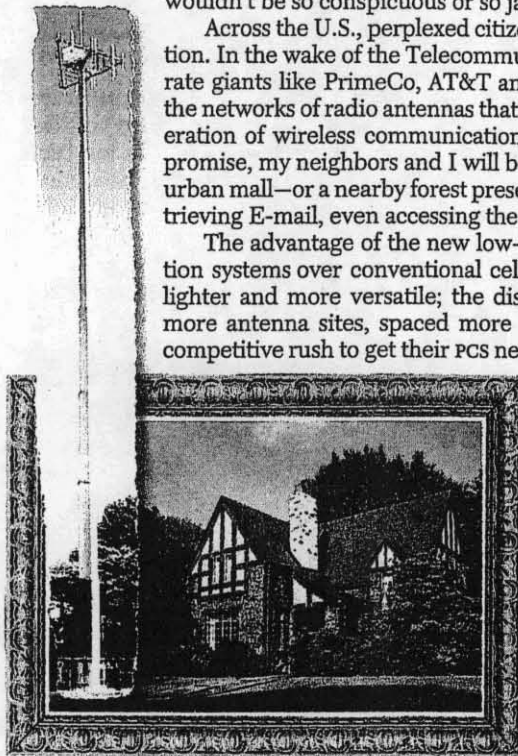 wouldn't be so conspicuous or so ja
Across the U.S., perplexed citize
tion. In the wake of the Telecommu
rate giants like PrimeCo, AT&T an
the networks of radio antennas that
eration of wireless communication
promise, my neighbors and I will b
urban mall—or a nearby forest prese
trieving E-mail, even accessing the
The advantage of the new low-
tion systems over conventional cel
lighter and more versatile; the dis
more antenna sites, spaced more
competitive rush to get their PCS ne